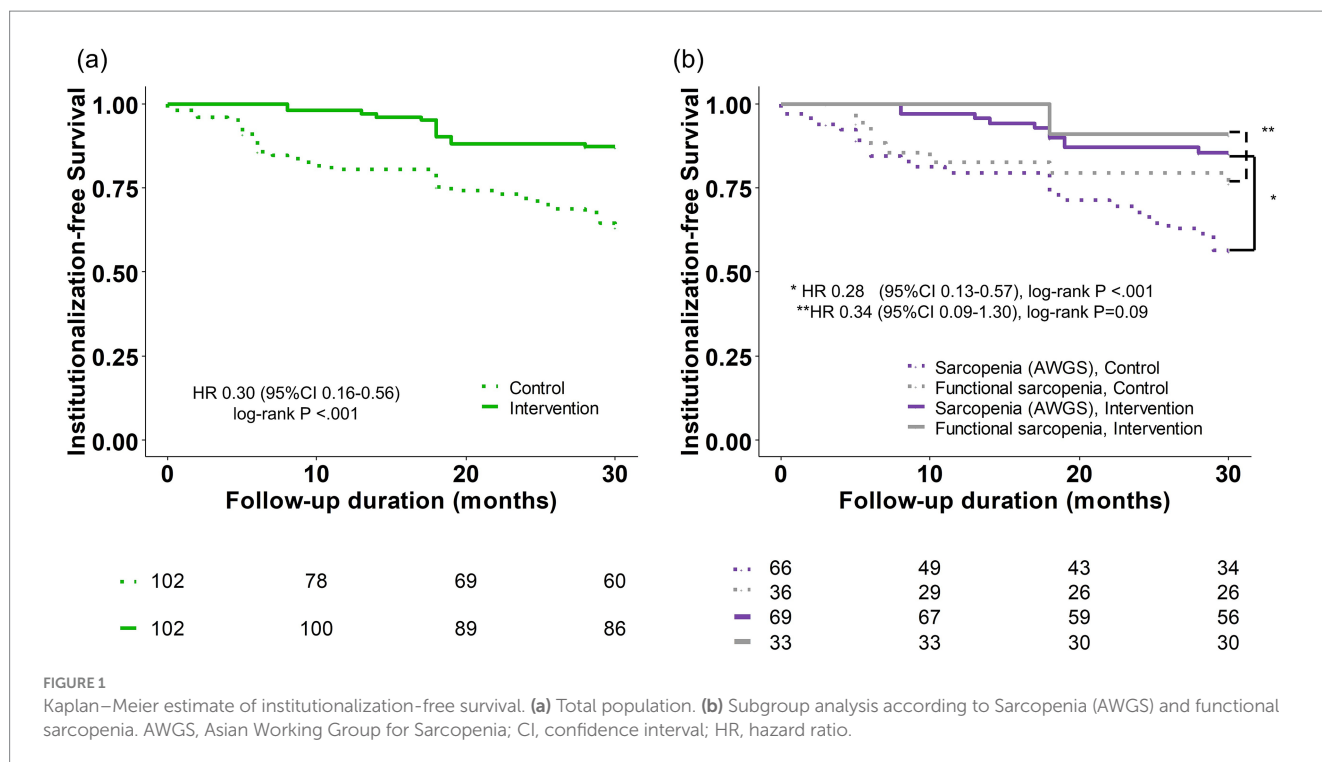 (a)
Institutionalization-free Survival
1.00
0.75
0.50
0.25
0.00
HR 0.30 (95%CI 0.16-0.56)
log-rank P <.001
Control
Intervention
0 10 20 30
Follow-up duration (months)
102 78 69 60
102 100 89 86
(b)
Institutionalization-free Survival
1.00
0.75
0.50
0.25
0.00
**
*
* HR 0.28 (95%CI 0.13-0.57), log-rank P <.001
**HR 0.34 (95%CI 0.09-1.30), log-rank P=0.09
Sarcopenia (AWGS), Control
Functional sarcopenia, Control
Sarcopenia (AWGS), Intervention
Functional sarcopenia, Intervention
0 10 20 30
Follow-up duration (months)
66 49 43 34
36 29 26 26
69 67 59 56
33 33 30 30
FIGURE 1
Kaplan–Meier estimate of institutionalization-free survival. (a) Total population. (b) Subgroup analysis according to Sarcopenia (AWGS) and functional
sarcopenia. AWGS, Asian Working Group for Sarcopenia; CI, confidence interval; HR, hazard ratio.